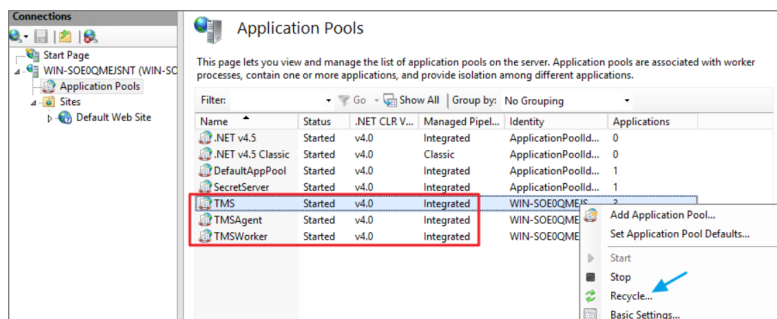 Connections
Start Page
WIN-SOE0QMEJSNT (WIN-SO
Application Pools
Sites
Default Web Site
Application Pools
This page lets you view and manage the list of application pools on the server. Application pools are associated with worker
processes, contain one or more applications, and provide isolation among different applications.
Filter: Go Show All Group by: No Grouping
Name Status .NET CLR V... Managed Pipel... Identity Applications
.NET v4.5 Started v4.0 Integrated ApplicationPoolId... 0
.NET v4.5 Classic Started v4.0 Classic ApplicationPoolId... 0
DefaultAppPool Started v4.0 Integrated ApplicationPoolId... 1
SecretServer Started v4.0 Integrated ApplicationPoolId... 1
TMS Started v4.0 Integrated WIN-SOE0QMEJS
TMSAgent Started v4.0 Integrated WIN-SOE0QME
TMSWorker Started v4.0 Integrated WIN-SOE0QME
Add Application Pool...
Set Application Pool Defaults...
Start
Stop
Recycle...
Basic Settings...